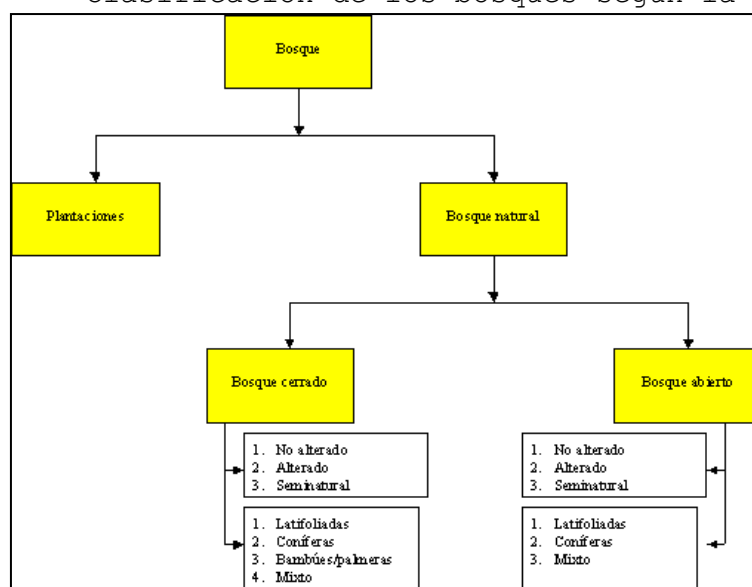 clasificación de los bosques según la
Bosque
Plantaciones
Bosque natural
Bosque cerrado
Bosque abierto
1. No alterado
2. Alterado
3. Seminatural
1. No alterado
2. Alterado
3. Seminatural
1. Latifoliadas
2. Coníferas
3. Bambúes/palmeras
4. Mixto
1. Latifoliadas
2. Coníferas
3. Mixto